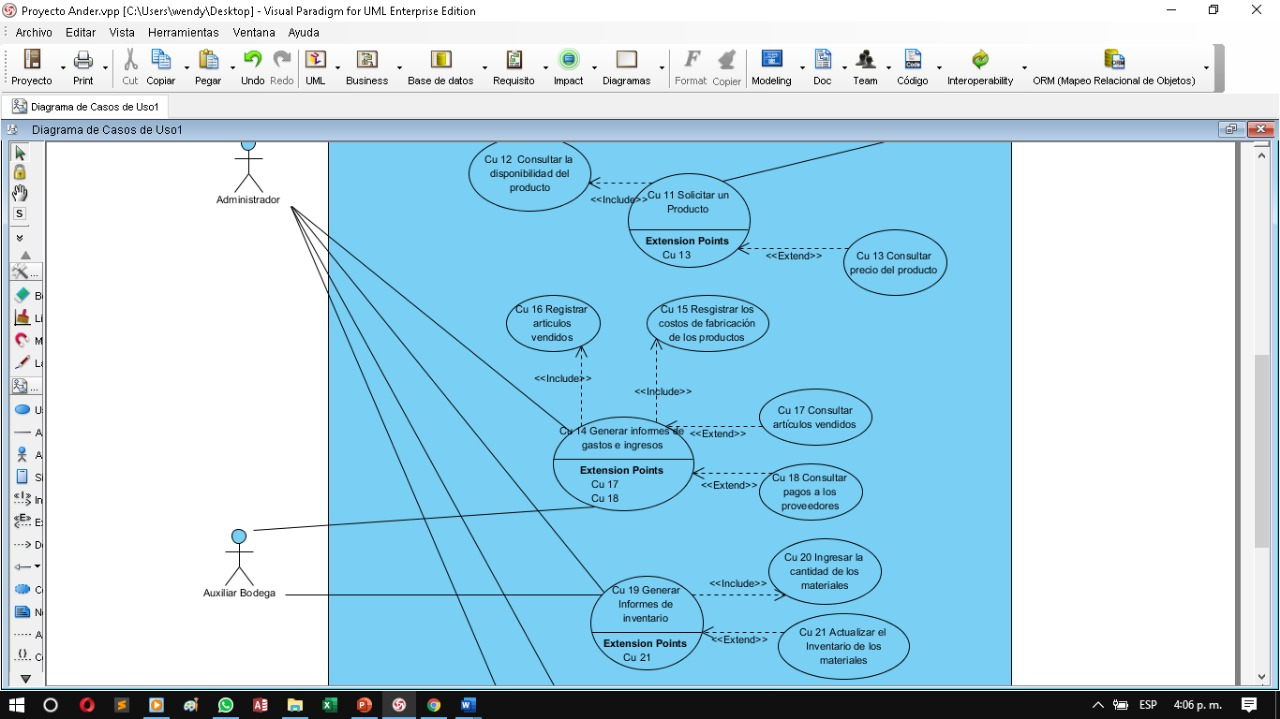 Proyecto Ander.vpp [C:\Users\wendy\Desktop] - Visual Paradigm for UML Enterprise Edition
Archivo Editar Vista Herramientas Ventana Ayuda
Proyecto Print Cut Copiar Pegar Undo Redo UML Business Base de datos Requisito Impact Diagramas Format Copier Modeling Doc Team Código Interoperability ORM (Mapeo Relacional de Objetos)
Diagrama de Casos de Uso1
Diagrama de Casos de Uso1
Administrador
Cu 12 Consultar la
disponibilidad del
producto
<<Include>>
Cu 11 Solicitar un
Producto
Extension Points
Cu 13
<<Extend>>
Cu 13 Consultar
precio del producto
Cu 16 Registrar
articulos
vendidos
Cu 15 Resgistrar los
costos de fabricación
de los productos
<<Include>>
<<Include>>
Cu 14 Generar informes de
gastos e ingresos
Extension Points
Cu 17
Cu 18
<<Extend>>
Cu 17 Consultar
artículos vendidos
<<Extend>>
Cu 18 Consultar
pagos a los
proveedores
Auxiliar Bodega
Cu 19 Generar
Informes de
inventario
Extension Points
Cu 21
<<Include>>
Cu 20 Ingresar la
cantidad de los
materiales
<<Extend>>
Cu 21 Actualizar el
Inventario de los
materiales
S
ESP
4:06 p. m.